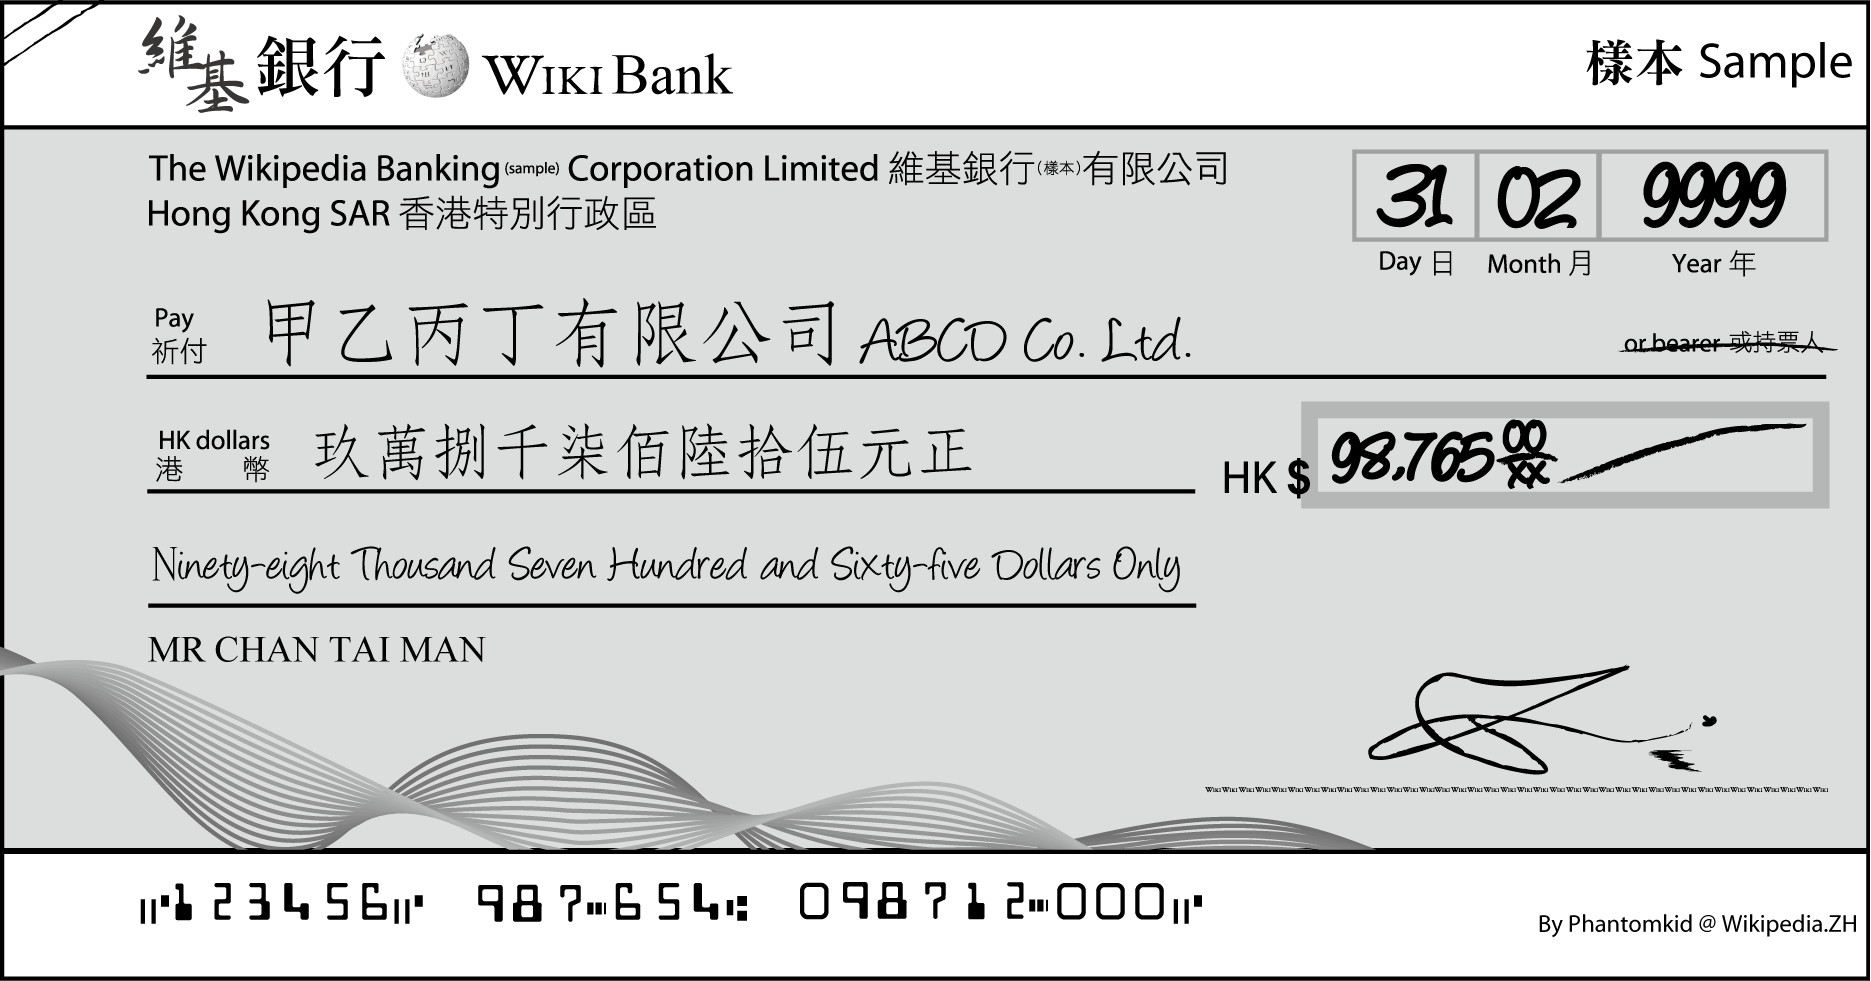 維基銀行 WIKI Bank
樣本 Sample
The Wikipedia Banking (sample) Corporation Limited 維基銀行(樣本)有限公司
Hong Kong SAR 香港特別行政區
31 02 9999
Day 日 Month 月 Year 年
Pay
祈付
甲乙丙丁有限公司 ABCD Co. Ltd.
or bearer 或持票人
HK dollars
港幣
玖萬捌千柒佰陸拾伍元正
HK $ 98,765 00/XX
Ninety-eight Thousand Seven Hundred and Sixty-five Dollars Only
MR CHAN TAI MAN
WIKI WIKI WIKI WIKI WIKI WIKI WIKI WIKI WIKI WIKI WIKI WIKI WIKI WIKI WIKI WIKI WIKI WIKI WIKI WIKI WIKI WIKI WIKI WIKI WIKI WIKI WIKI WIKI WIKI WIKI WIKI WIKI WIKI WIKI WIKI WIKI WIKI WIKI
⑈123456⑈ 987⑉654⑆ 098712⑉000⑈
By Phantomkid @ Wikipedia.ZH